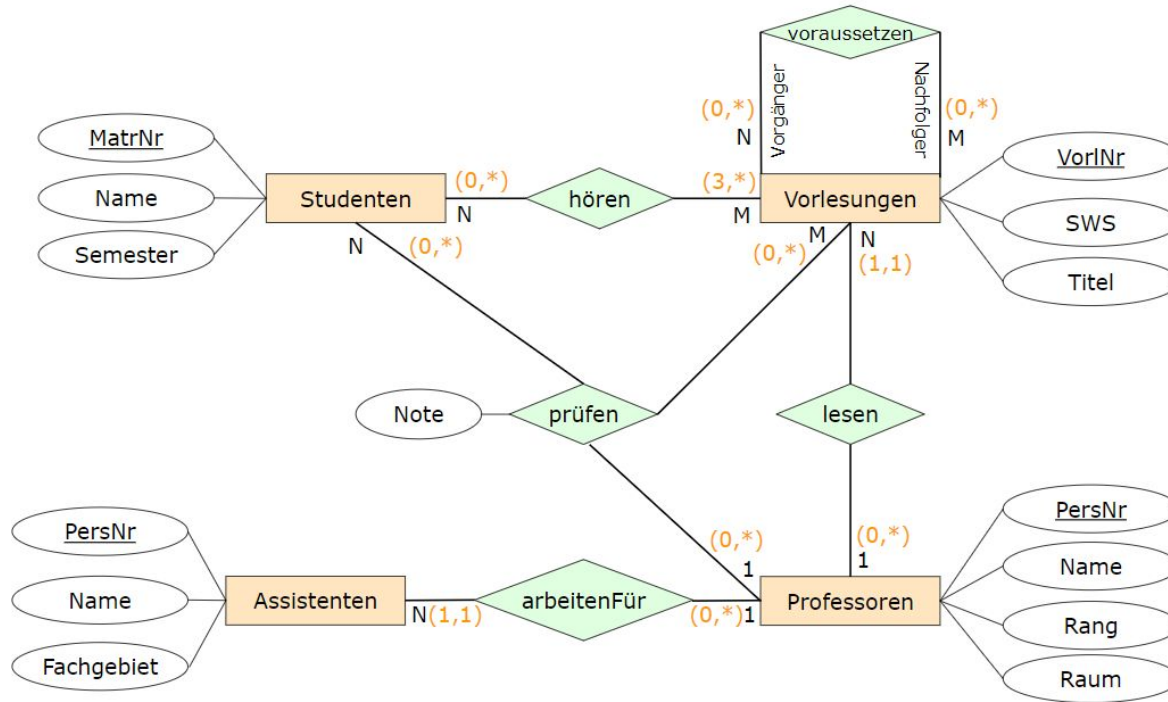 voraussetzen
Vorgänger
Nachfolger
(0,*)
(0,*)
N
M
MatrNr
VorlNr
Name
Studenten
(0,*)
N
hören
(3,*)
M
Vorlesungen
SWS
Semester
N
(0,*)
(0,*)
M
N
(1,1)
Titel
Note
prüfen
lesen
PersNr
PersNr
(0,*)
1
(0,*)
1
Name
Name
Assistenten
N
(1,1)
arbeitenFür
(0,*)
1
Professoren
Rang
Fachgebiet
Raum